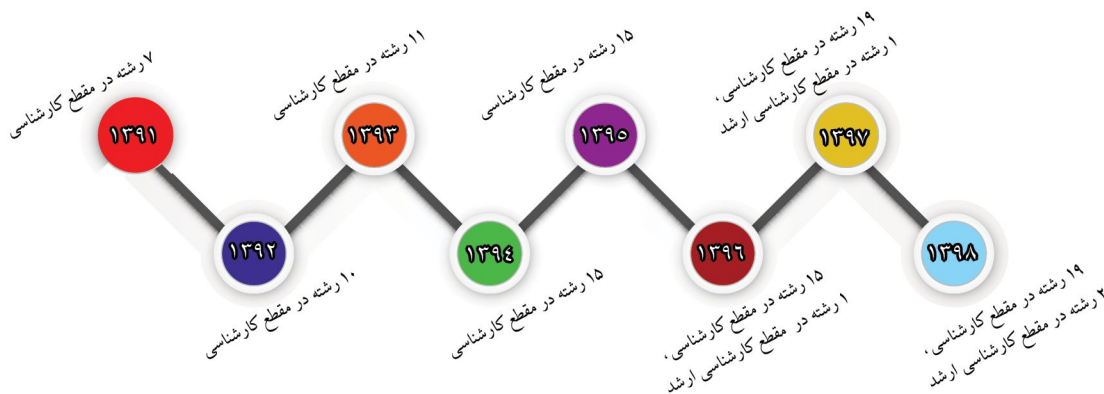 ۱۳۹۱
۷ رشته در مقطع کارشناسی
۱۳۹۲
۱۰ رشته در مقطع کارشناسی
۱۳۹۳
۱۱ رشته در مقطع کارشناسی
۱۳۹٤
۱۵ رشته در مقطع کارشناسی
۱۳۹۵
۱۵ رشته در مقطع کارشناسی
۱۳۹٦
۱۵ رشته در مقطع کارشناسی،
۱ رشته در مقطع کارشناسی ارشد
۱۳۹۷
۱۹ رشته در مقطع کارشناسی،
۱ رشته در مقطع کارشناسی ارشد
۱۳۹۸
۱۹ رشته در مقطع کارشناسی،
۲ رشته در مقطع کارشناسی ارشد